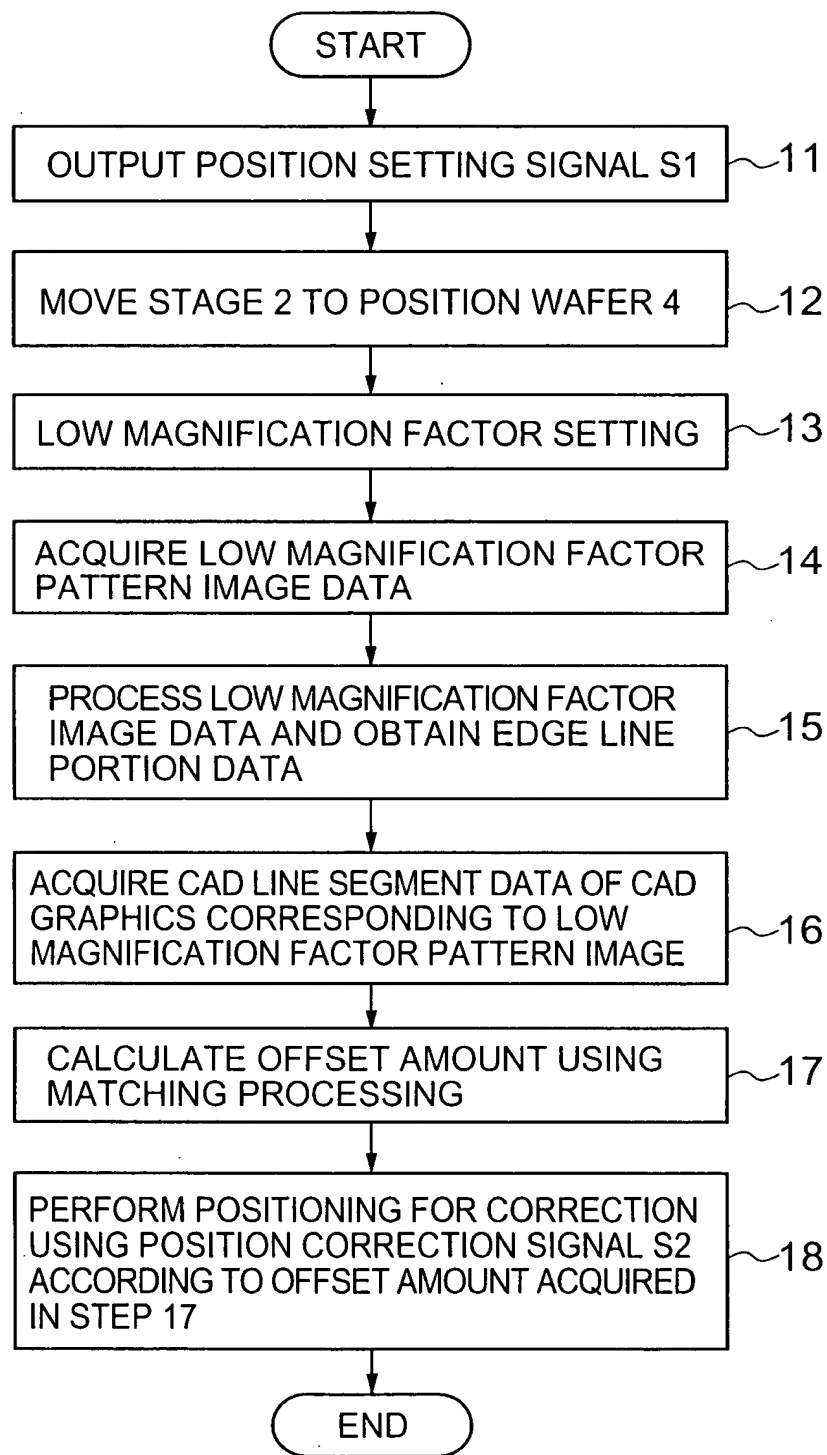 START
OUTPUT POSITION SETTING SIGNAL S1
11
MOVE STAGE 2 TO POSITION WAFER 4
12
LOW MAGNIFICATION FACTOR SETTING
13
ACQUIRE LOW MAGNIFICATION FACTOR
PATTERN IMAGE DATA
14
PROCESS LOW MAGNIFICATION FACTOR
IMAGE DATA AND OBTAIN EDGE LINE
PORTION DATA
15
ACQUIRE CAD LINE SEGMENT DATA OF CAD
GRAPHICS CORRESPONDING TO LOW
MAGNIFICATION FACTOR PATTERN IMAGE
16
CALCULATE OFFSET AMOUNT USING
MATCHING PROCESSING
17
PERFORM POSITIONING FOR CORRECTION
USING POSITION CORRECTION SIGNAL S2
ACCORDING TO OFFSET AMOUNT ACQUIRED
IN STEP 17
18
END